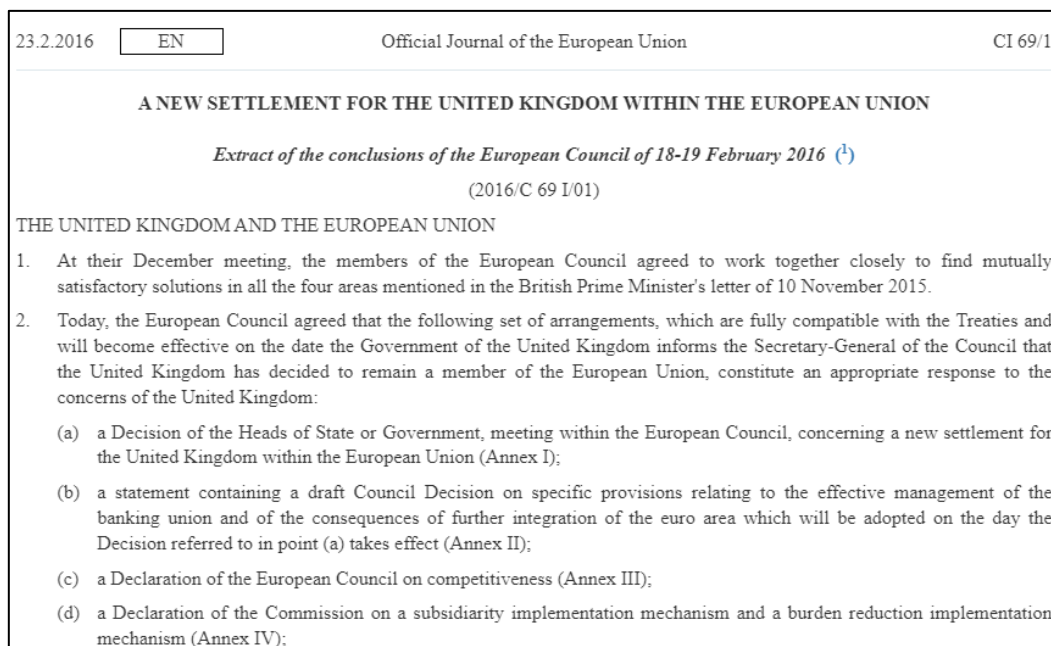 23.2.2016 EN Official Journal of the European Union CI 69/1
A NEW SETTLEMENT FOR THE UNITED KINGDOM WITHIN THE EUROPEAN UNION
Extract of the conclusions of the European Council of 18-19 February 2016 (1)
(2016/C 69 I/01)
THE UNITED KINGDOM AND THE EUROPEAN UNION
1. At their December meeting, the members of the European Council agreed to work together closely to find mutually
satisfactory solutions in all the four areas mentioned in the British Prime Minister's letter of 10 November 2015.
2. Today, the European Council agreed that the following set of arrangements, which are fully compatible with the Treaties and
will become effective on the date the Government of the United Kingdom informs the Secretary-General of the Council that
the United Kingdom has decided to remain a member of the European Union, constitute an appropriate response to the
concerns of the United Kingdom:
(a) a Decision of the Heads of State or Government, meeting within the European Council, concerning a new settlement for
the United Kingdom within the European Union (Annex I);
(b) a statement containing a draft Council Decision on specific provisions relating to the effective management of the
banking union and of the consequences of further integration of the euro area which will be adopted on the day the
Decision referred to in point (a) takes effect (Annex II);
(c) a Declaration of the European Council on competitiveness (Annex III);
(d) a Declaration of the Commission on a subsidiarity implementation mechanism and a burden reduction implementation
mechanism (Annex IV);